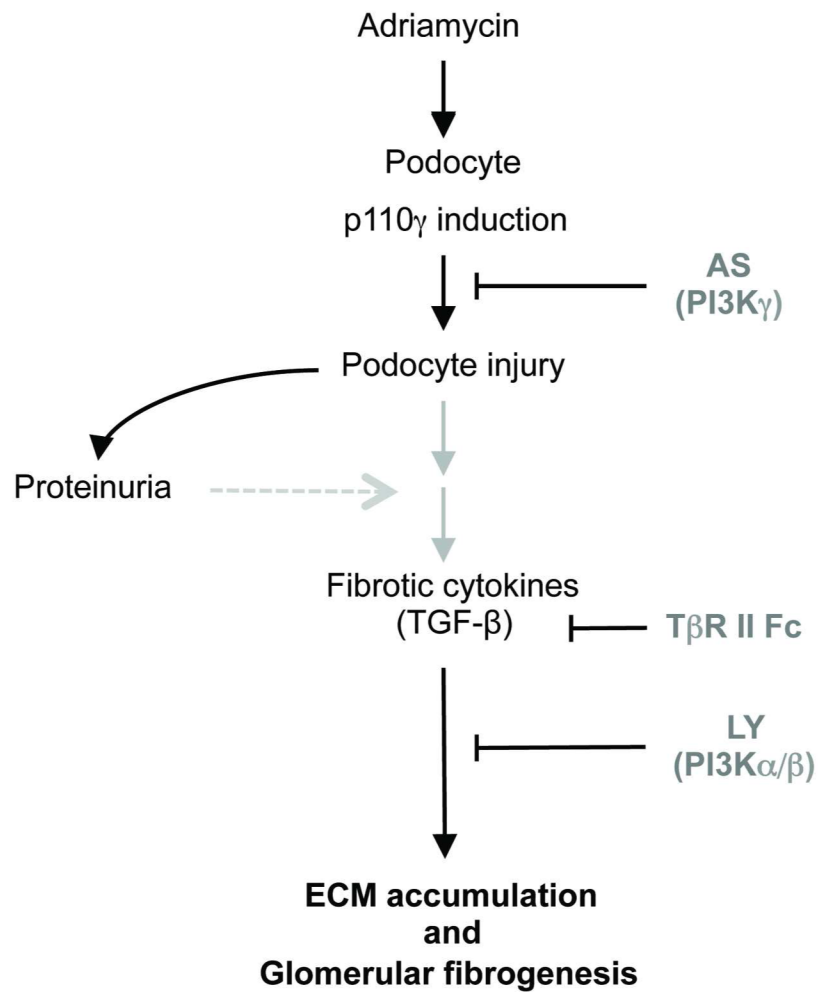 Adriamycin
Podocyte
p110γ induction
AS
(PI3Kγ)
Podocyte injury
Proteinuria
Fibrotic cytokines
(TGF-β)
TβR II Fc
LY
(PI3Kα/β)
ECM accumulation
and
Glomerular fibrogenesis